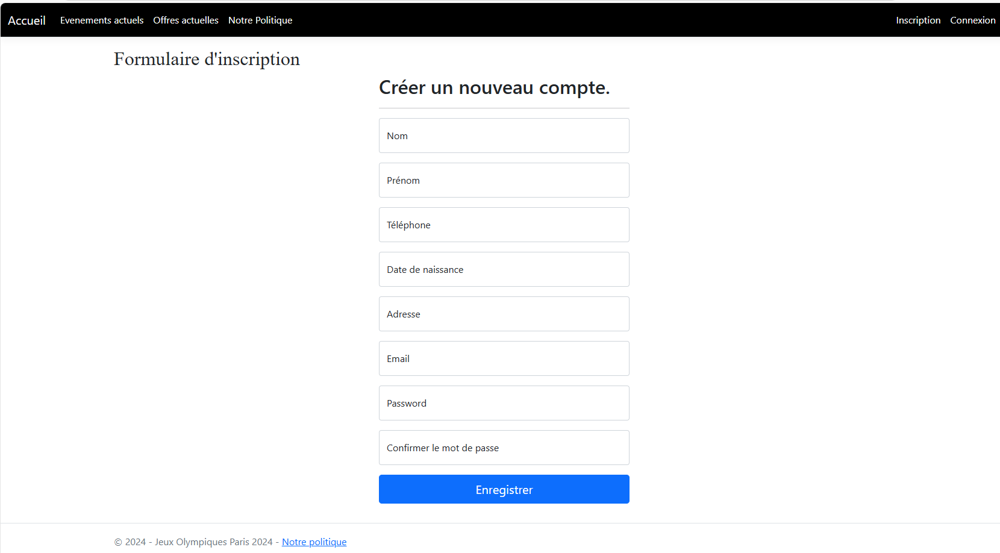 Accueil Evenements actuels Offres actuelles Notre Politique Inscription Connexion
Formulaire d'inscription
Créer un nouveau compte.
Nom
Prénom
Téléphone
Date de naissance
Adresse
Email
Password
Confirmer le mot de passe
Enregistrer
© 2024 - Jeux Olympiques Paris 2024 - Notre politique